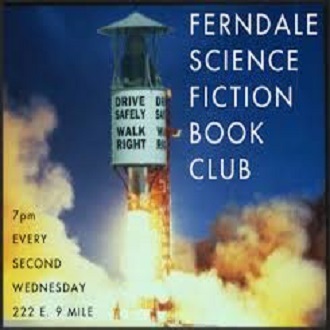 FERNDALE
SCIENCE
FICTION
BOOK
CLUB
DRIVE
SAFELY
WALK
RIGHT
7pm
EVERY
SECOND
WEDNESDAY
222 E. 9 MILE